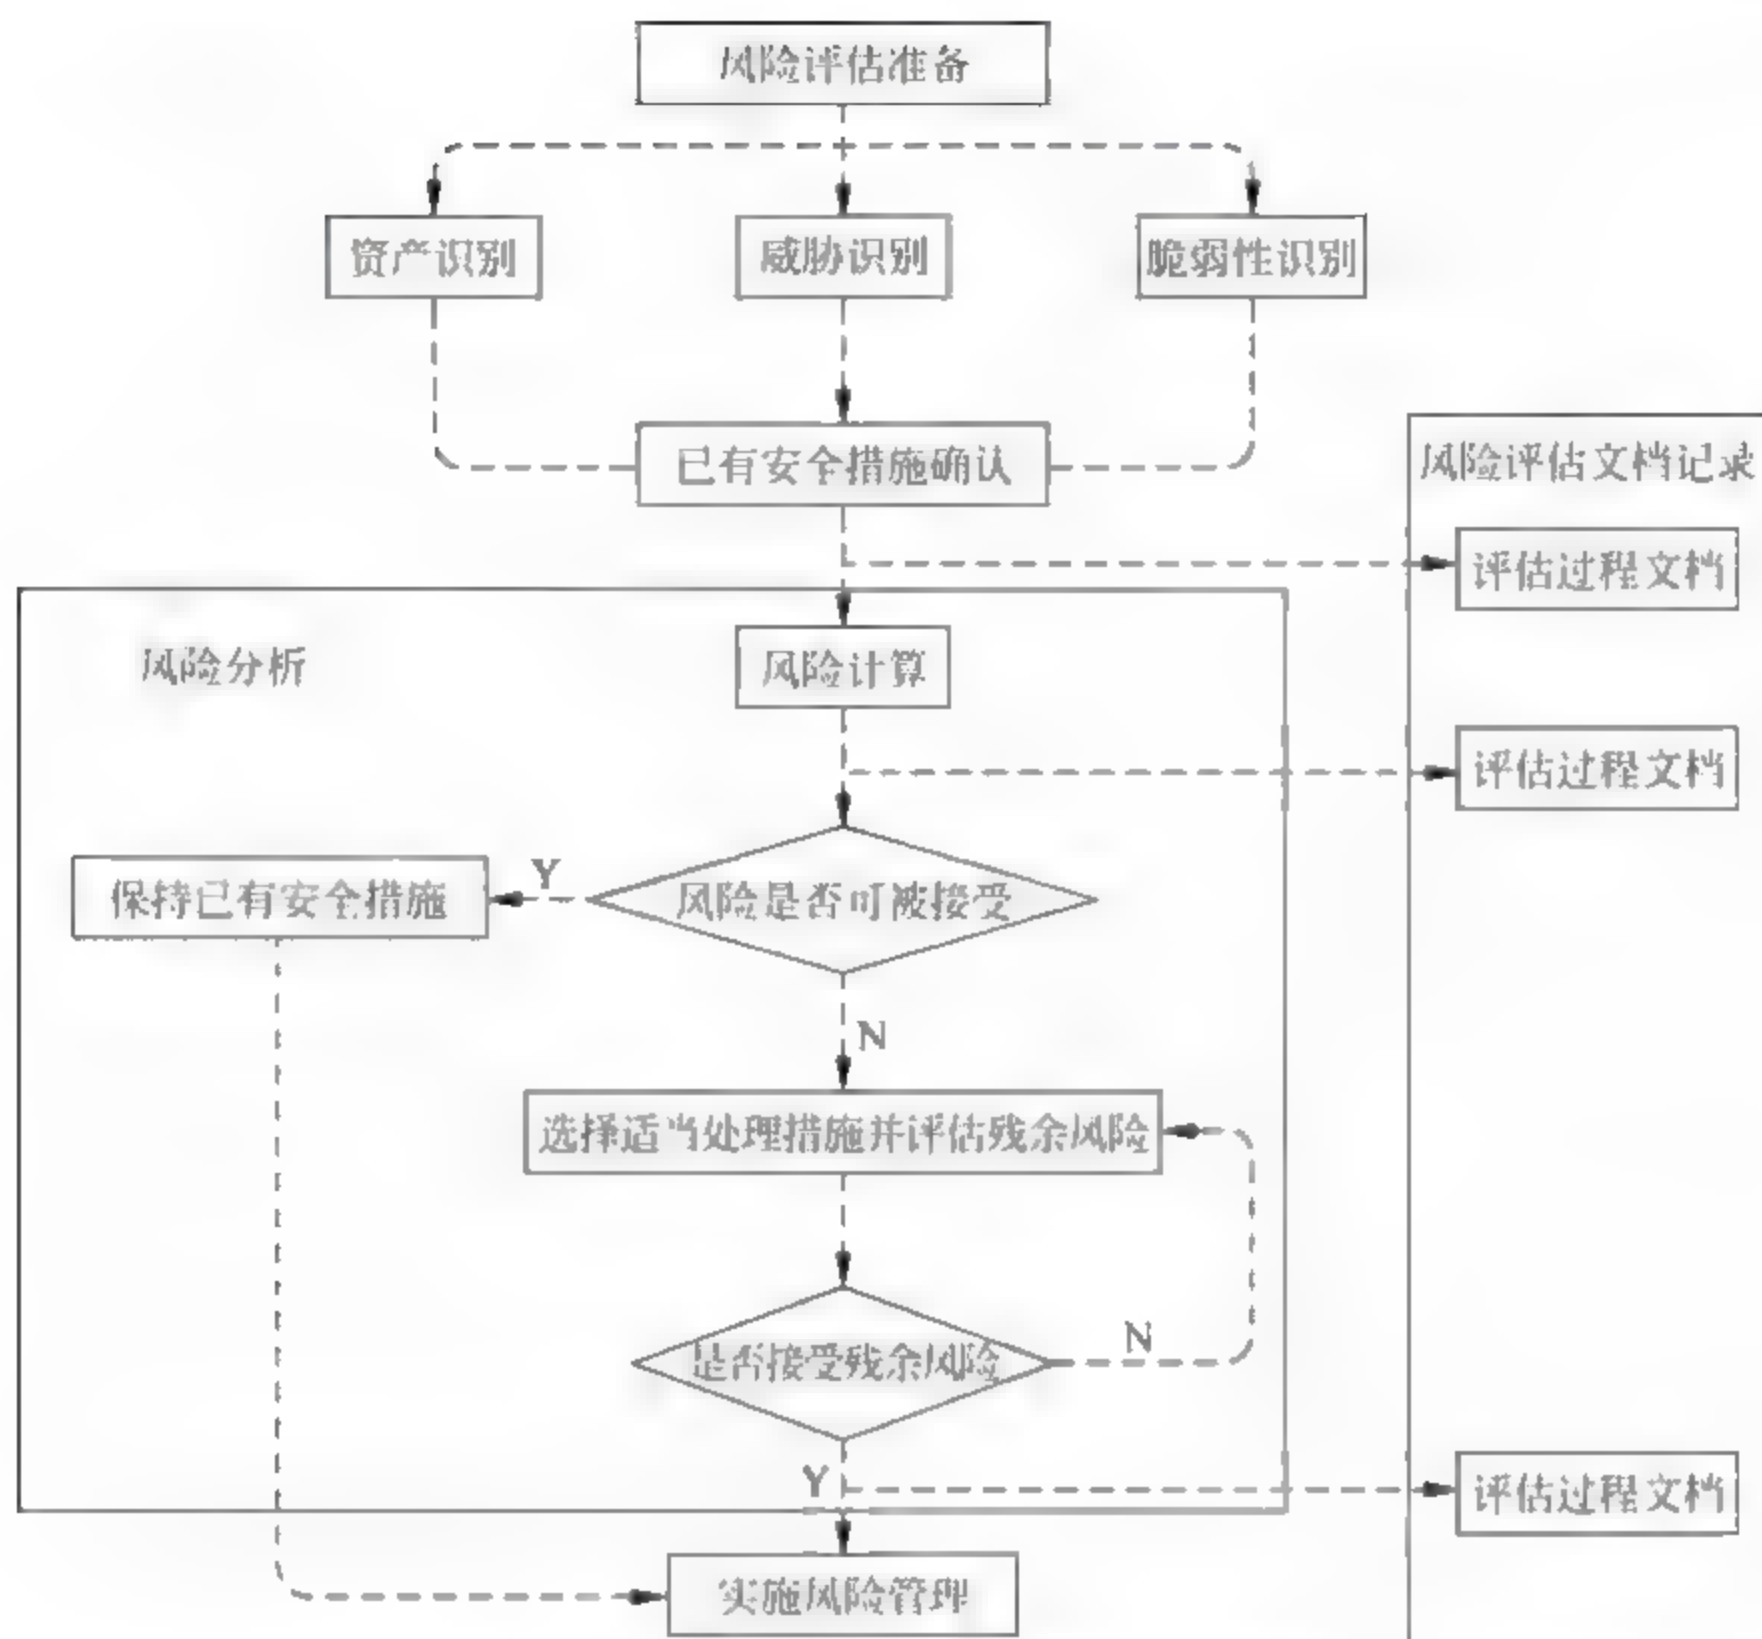 风险评估准备
资产识别
威胁识别
脆弱性识别
已有安全措施确认
风险评估文档记录
评估过程文档
风险分析
风险计算
评估过程文档
保持已有安全措施
Y
风险是否可被接受
N
选择适当处理措施并评估残余风险
是否接受残余风险
N
Y
评估过程文档
实施风险管理